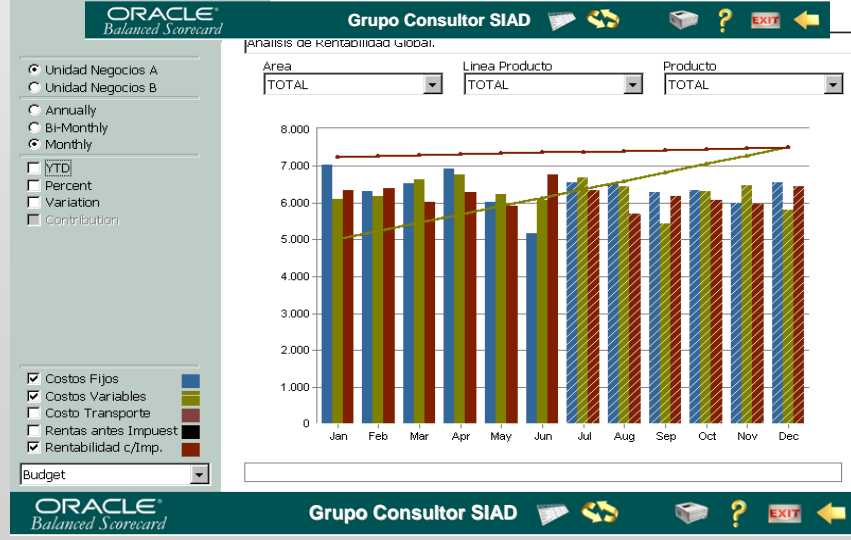 ORACLE®
Balanced Scorecard
Grupo Consultor SIAD
EXIT
Analisis de Rentabilidad Global.
Unidad Negocios A
Unidad Negocios B
Annually
Bi-Monthly
Monthly
YTD
Percent
Variation
Contribution
Area
Linea Producto
Producto
TOTAL
TOTAL
TOTAL
8.000
7.000
6.000
5.000
4.000
3.000
2.000
1.000
0
Jan Feb Mar Apr May Jun Jul Aug Sep Oct Nov Dec
Costos Fijos
Costos Variables
Costo Transporte
Rentas antes Impuest
Rentabilidad c/Imp.
Budget
ORACLE®
Balanced Scorecard
Grupo Consultor SIAD
EXIT